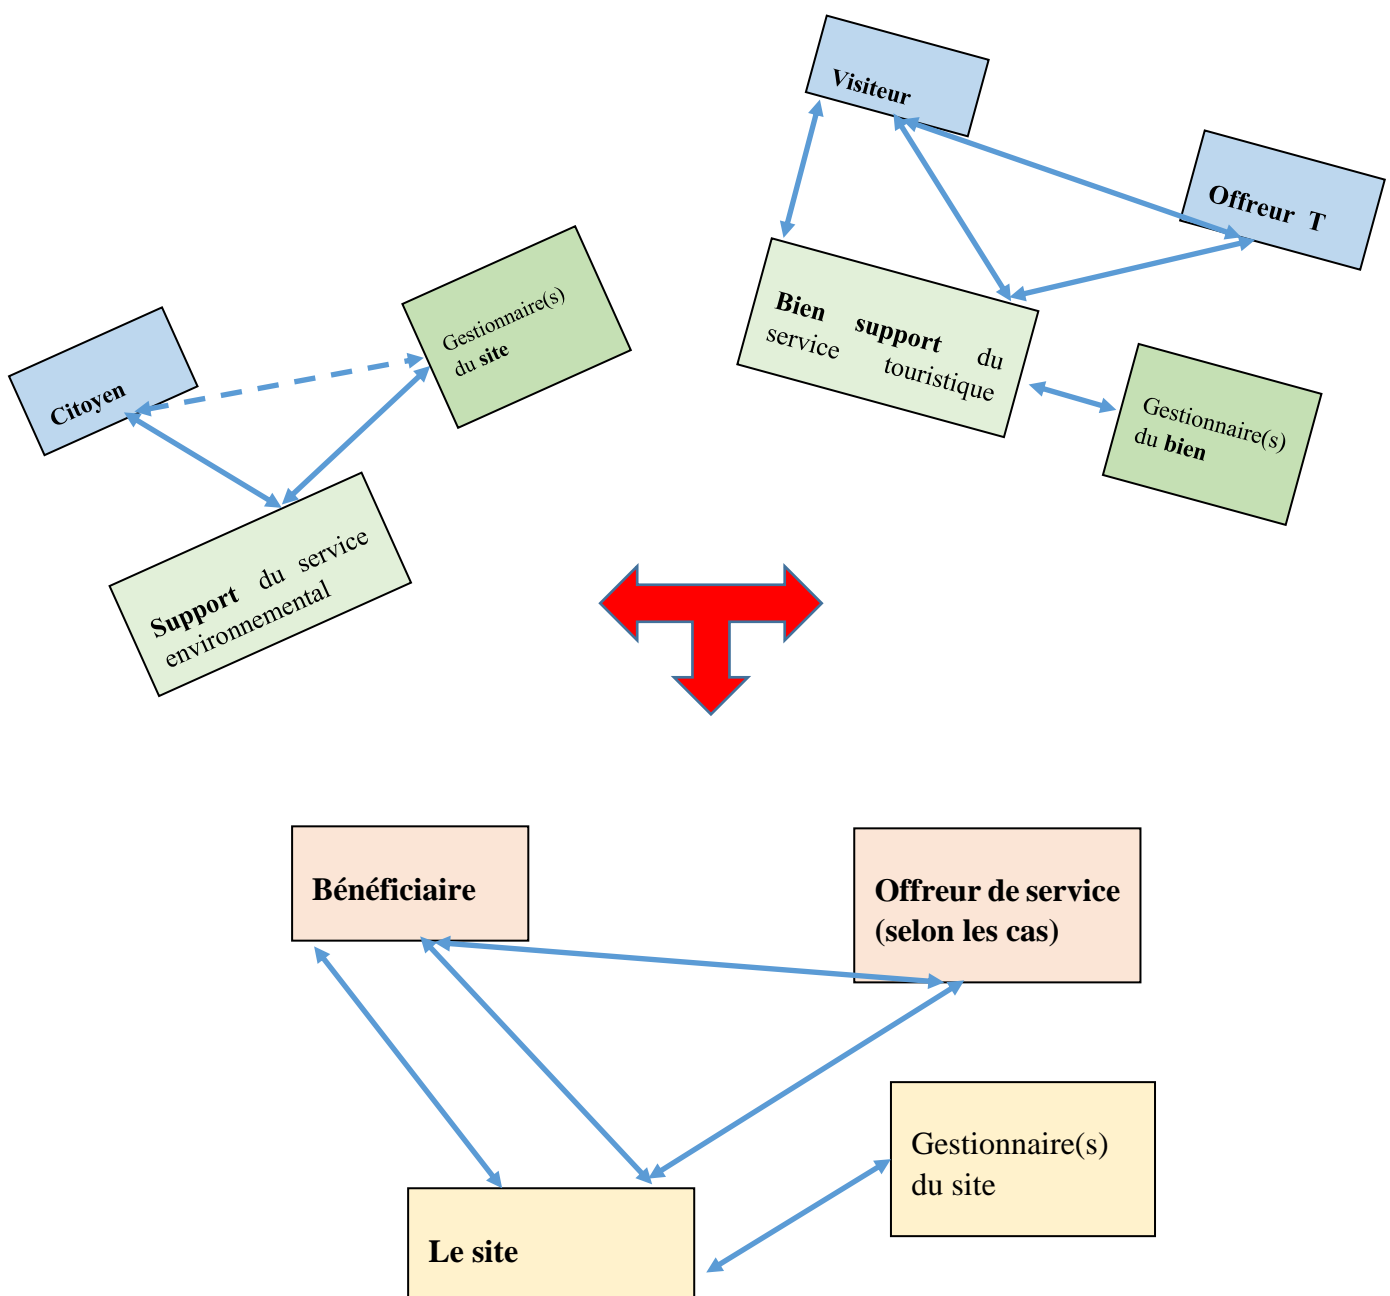 Visiteur
Offreur T
Bien support du
service touristique
Gestionnaire(s)
du bien
Gestionnaire(s)
du site
Citoyen
Support du service
environnemental
Bénéficiaire
Offreur de service
(selon les cas)
Gestionnaire(s)
du site
Le site